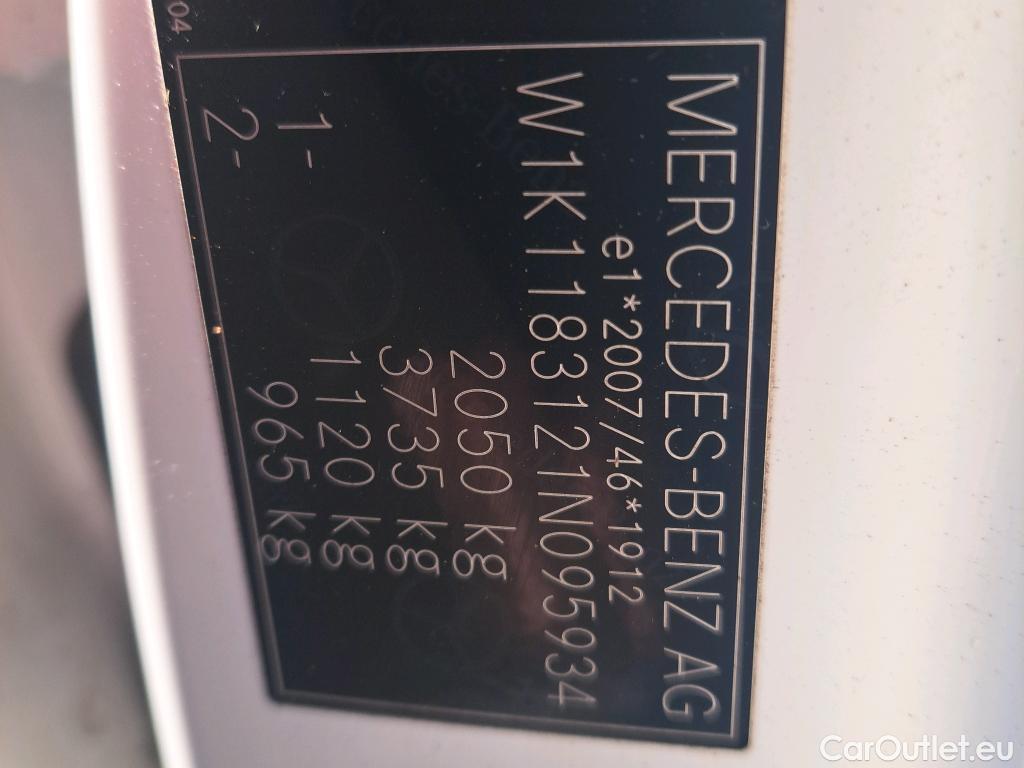 MERCEDES-BENZ AG
e1*2007/46*1912
W1K1183121N095934
2050 kg
3735 kg
1- 1120 kg
2- 965 kg
04
CarOutlet.eu